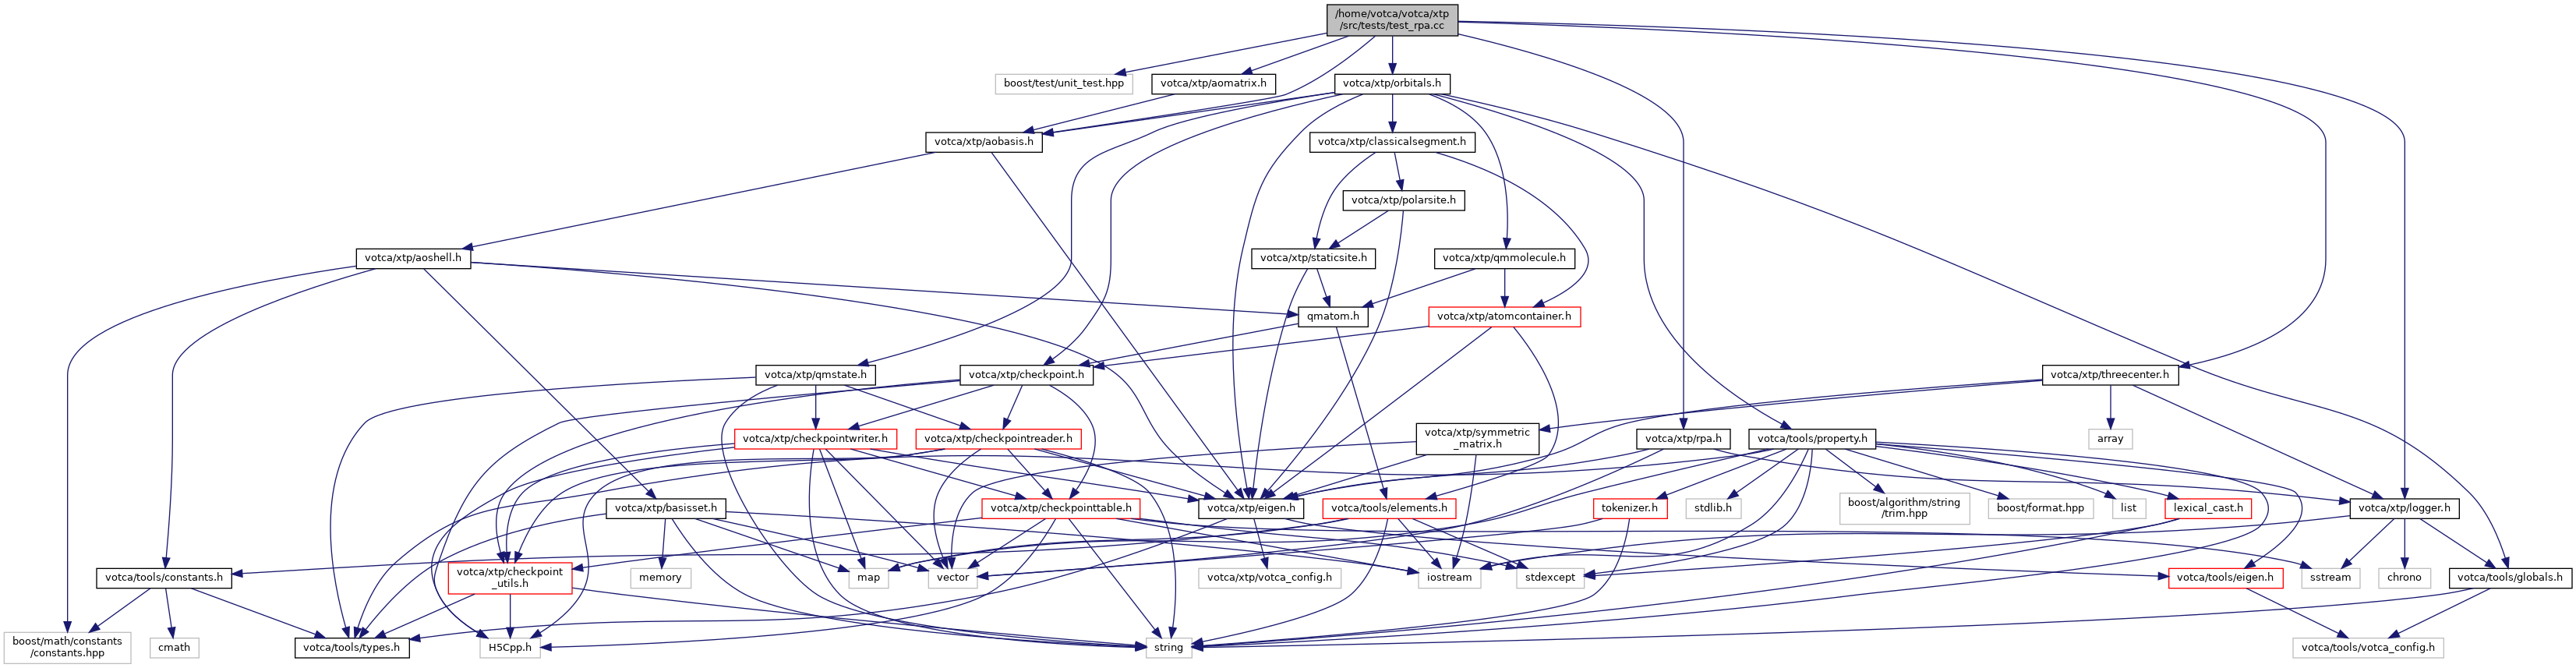 /home/votca/votca/xtp
/src/tests/test_rpa.cc
boost/test/unit_test.hpp
votca/xtp/aomatrix.h
votca/xtp/orbitals.h
votca/xtp/aobasis.h
votca/xtp/classicalsegment.h
votca/xtp/polarsite.h
votca/xtp/aoshell.h
votca/xtp/staticsite.h
votca/xtp/qmmolecule.h
qmatom.h
votca/xtp/atomcontainer.h
votca/xtp/qmstate.h
votca/xtp/checkpoint.h
votca/xtp/threecenter.h
votca/xtp/checkpointwriter.h
votca/xtp/checkpointreader.h
votca/xtp/symmetric
_matrix.h
votca/xtp/rpa.h
votca/tools/property.h
array
votca/xtp/basisset.h
votca/xtp/checkpointtable.h
votca/xtp/eigen.h
votca/tools/elements.h
tokenizer.h
stdlib.h
boost/algorithm/string
/trim.hpp
boost/format.hpp
list
lexical_cast.h
votca/xtp/logger.h
votca/tools/constants.h
votca/xtp/checkpoint
_utils.h
memory
map
vector
votca/xtp/votca_config.h
iostream
stdexcept
votca/tools/eigen.h
sstream
chrono
votca/tools/globals.h
boost/math/constants
/constants.hpp
cmath
votca/tools/types.h
H5Cpp.h
string
votca/tools/votca_config.h